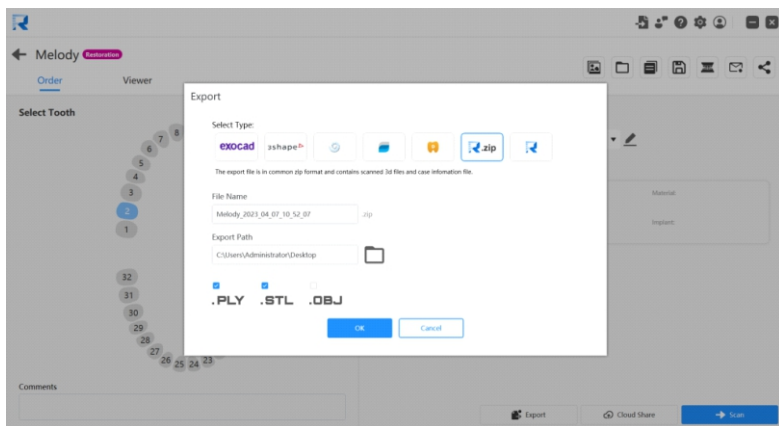 Melody Restoration
Order Viewer
Select Tooth
8
7
6
5
4
3
2
1
32
31
30
29
28
27
26 25 24 23
Export
Select Type:
exocad 3shape .zip
The export file is in common zip format and contains scanned 3d files and case infomation file.
File Name
Melody_2023_04_07_10_52_07 .zip
Export Path
C:\Users\Administrator\Desktop
.PLY .STL .OBJ
OK Cancel
Material:
Implant:
Comments
Export Cloud Share Scan